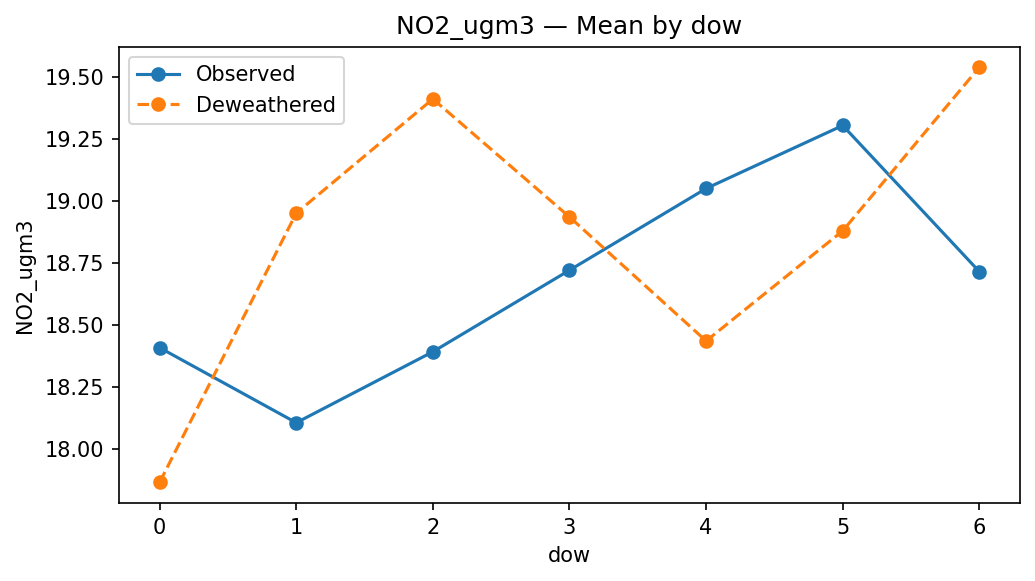 NO2_ugm3 — Mean by dow
Observed
Deweathered
19.50
19.25
19.00
18.75
18.50
18.25
18.00
NO2_ugm3
0 1 2 3 4 5 6
dow